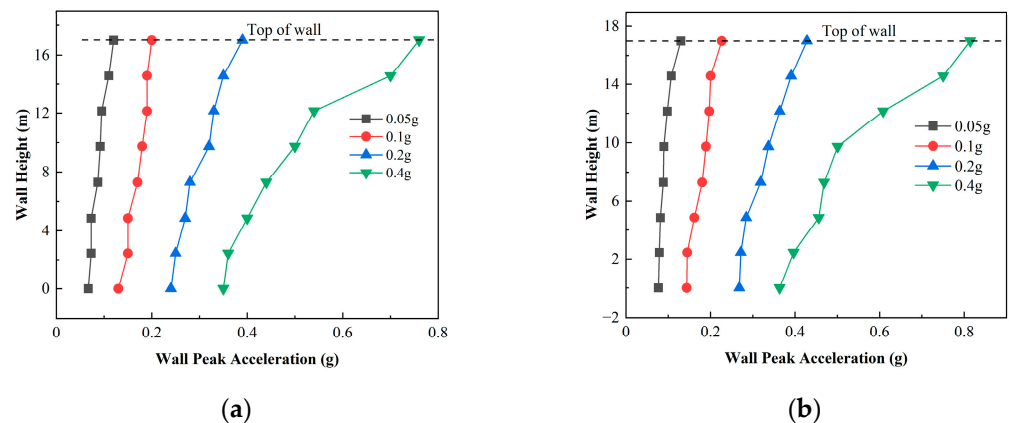 Top of wall
16
12
8
4
0
0
0.2
0.4
0.6
0.8
0.05g
0.1g
0.2g
0.4g
Wall Height (m)
Wall Peak Acceleration (g)
(a)
Top of wall
18
14
10
6
2
−2
0
0.2
0.4
0.6
0.8
0.05g
0.1g
0.2g
0.4g
Wall Height (m)
Wall Peak Acceleration (g)
(b)